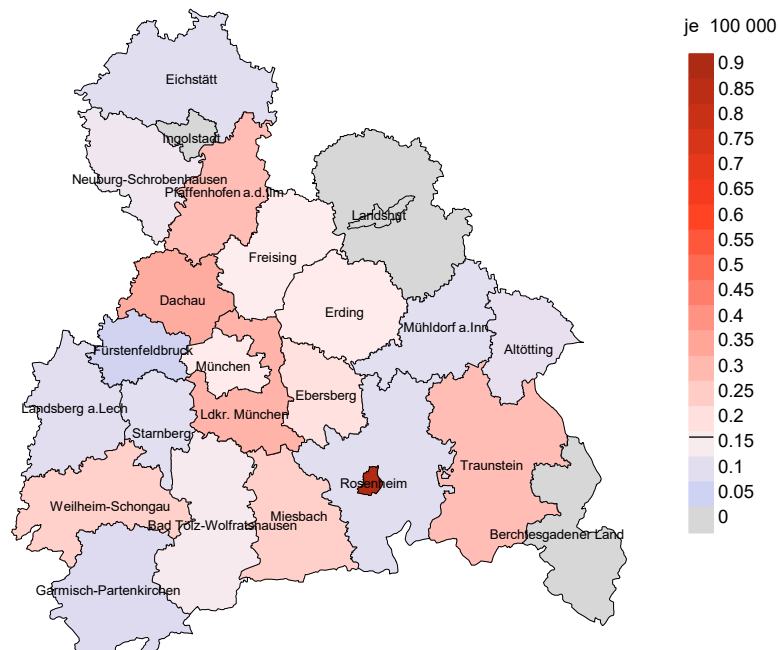 je 100 000
0.9
0.85
0.8
0.75
0.7
0.65
0.6
0.55
0.5
0.45
0.4
0.35
0.3
0.25
0.2
0.15
0.1
0.05
0
Eichstätt
Ingolstadt
Neuburg-Schrobenhausen
Pfaffenhofen a.d.Ilm
Landshut
Freising
Dachau
Erding
Mühldorf a.Inn
Altötting
Fürstenfeldbruck
München
Ebersberg
Landsberg a.Lech
Ldkr. München
Starnberg
Traunstein
Rosenheim
Weilheim-Schongau
Miesbach
Bad Tölz-Wolfratshausen
Berchtesgadener Land
Garmisch-Partenkirchen